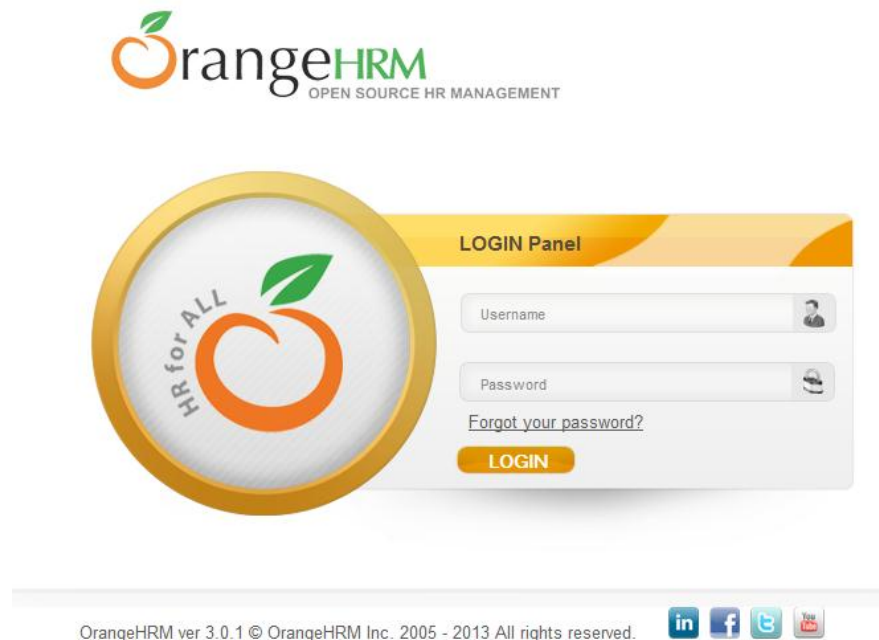 OrangeHRM
OPEN SOURCE HR MANAGEMENT
LOGIN Panel
HR for ALL
Username
Password
Forgot your password?
LOGIN
OrangeHRM ver 3.0.1 © OrangeHRM Inc. 2005 - 2013 All rights reserved.
in f t You Tube